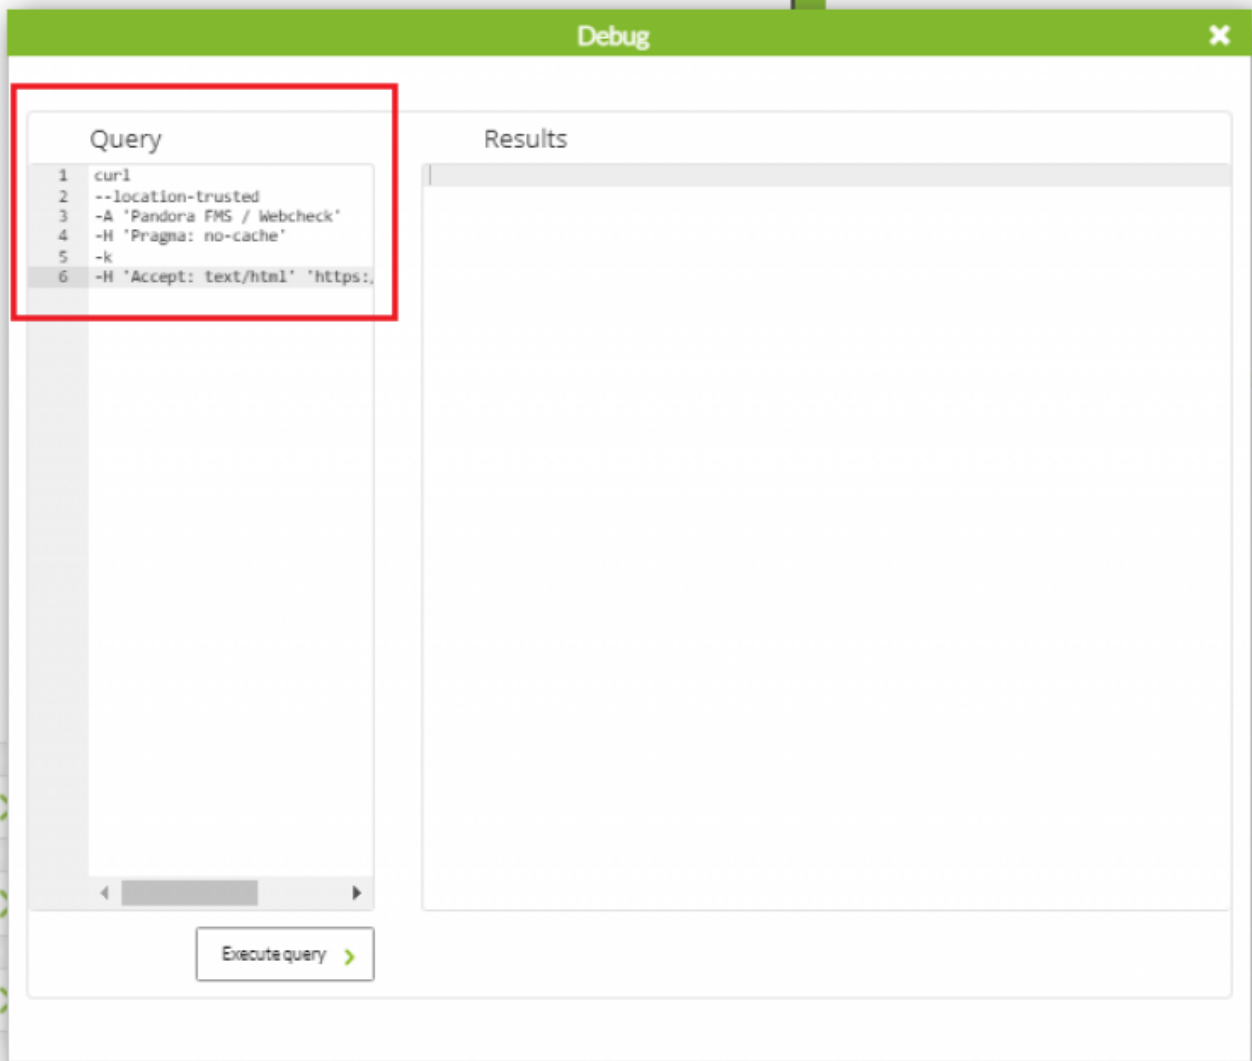 Debug
Query
Results
1 curl
2 --location-trusted
3 -A 'Pandora FMS / Webcheck'
4 -H 'Pragma: no-cache'
5 -k
6 -H 'Accept: text/html' 'https:/
Execute query